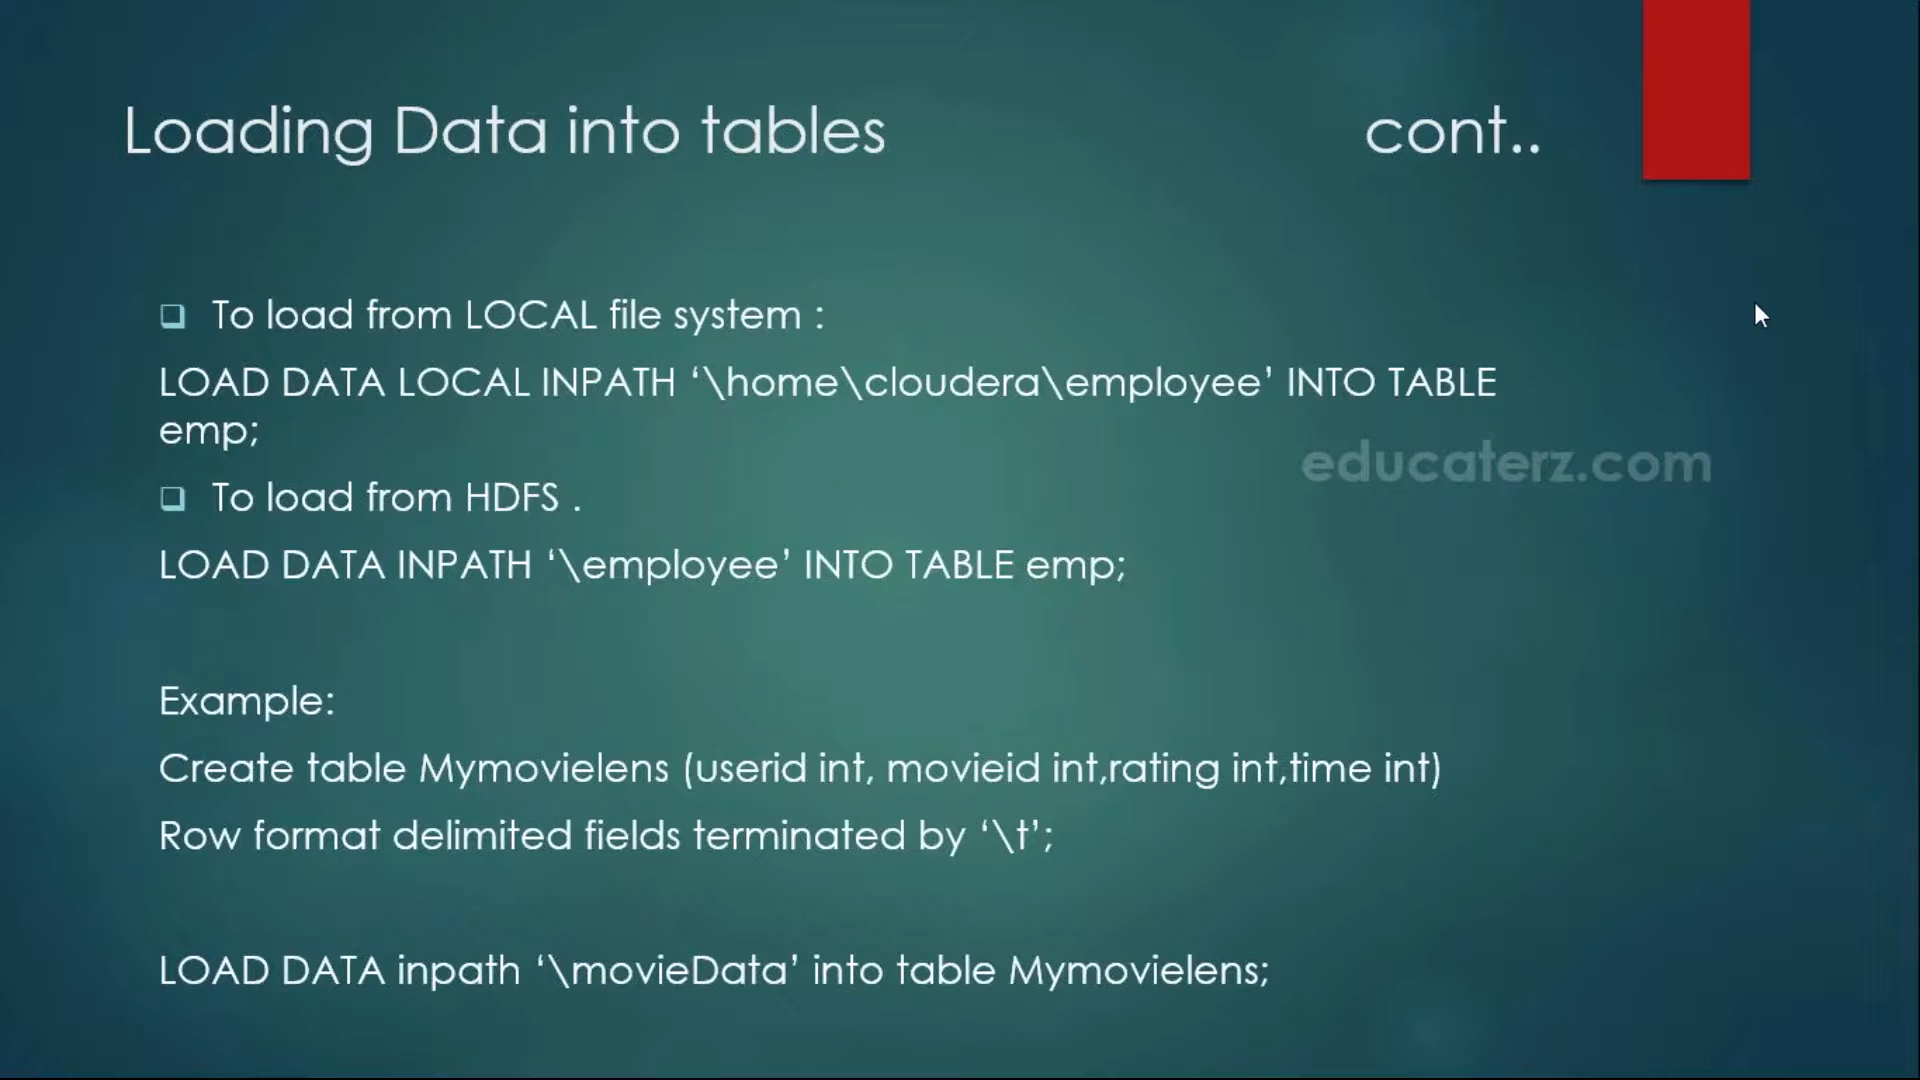 Loading Data into tables cont..
❑ To load from LOCAL file system :
LOAD DATA LOCAL INPATH ‘\home\cloudera\employee’ INTO TABLE
emp;
educaterz.com
❑ To load from HDFS .
LOAD DATA INPATH ‘\employee’ INTO TABLE emp;
Example:
Create table Mymovielens (userid int, movieid int,rating int,time int)
Row format delimited fields terminated by ‘\t’;
LOAD DATA inpath ‘\movieData’ into table Mymovielens;